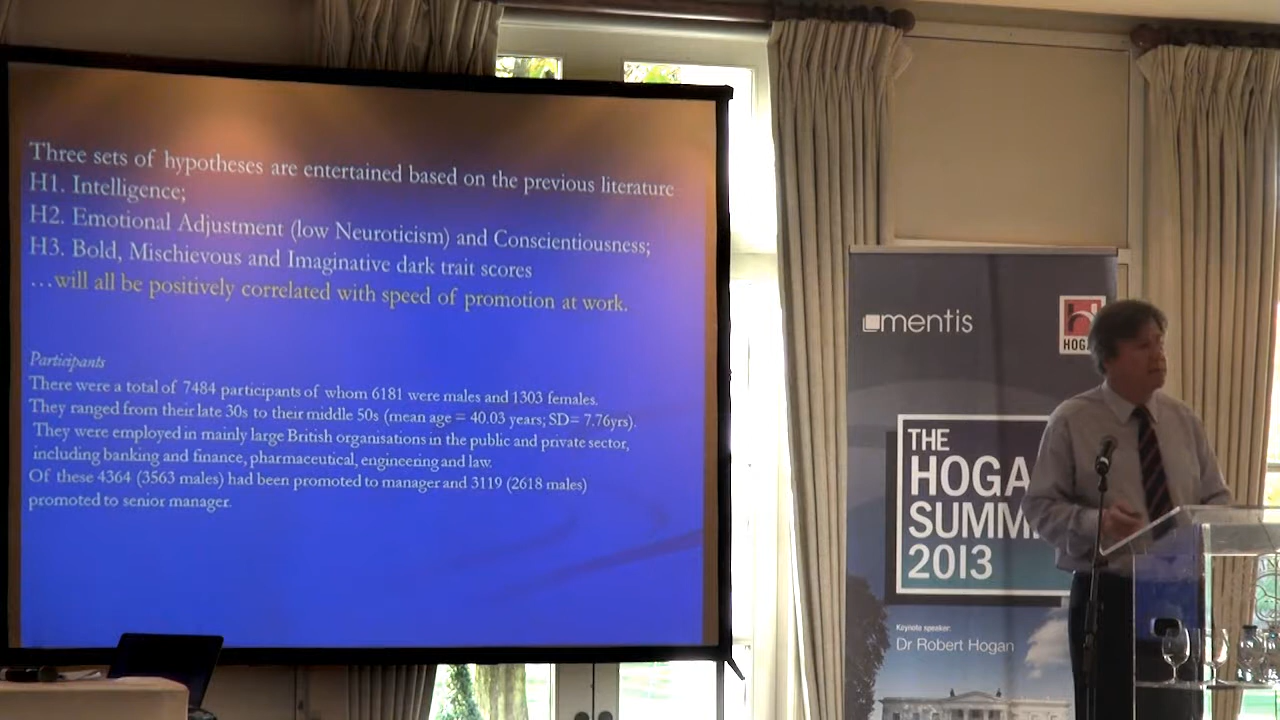 Three sets of hypotheses are entertained based on the previous literature
H1. Intelligence;
H2. Emotional Adjustment (low Neuroticism) and Conscientiousness;
H3. Bold, Mischievous and Imaginative dark trait scores
…will all be positively correlated with speed of promotion at work.
Participants
There were a total of 7484 participants of whom 6181 were males and 1303 females.
They ranged from their late 30s to their middle 50s (mean age = 40.03 years; SD= 7.76yrs).
They were employed in mainly large British organisations in the public and private sector,
including banking and finance, pharmaceutical, engineering and law.
Of these 4364 (3563 males) had been promoted to manager and 3119 (2618 males)
promoted to senior manager.
mentis
HOGA
THE
HOGA
SUMM
2013
Keynote speaker:
Dr Robert Hogan